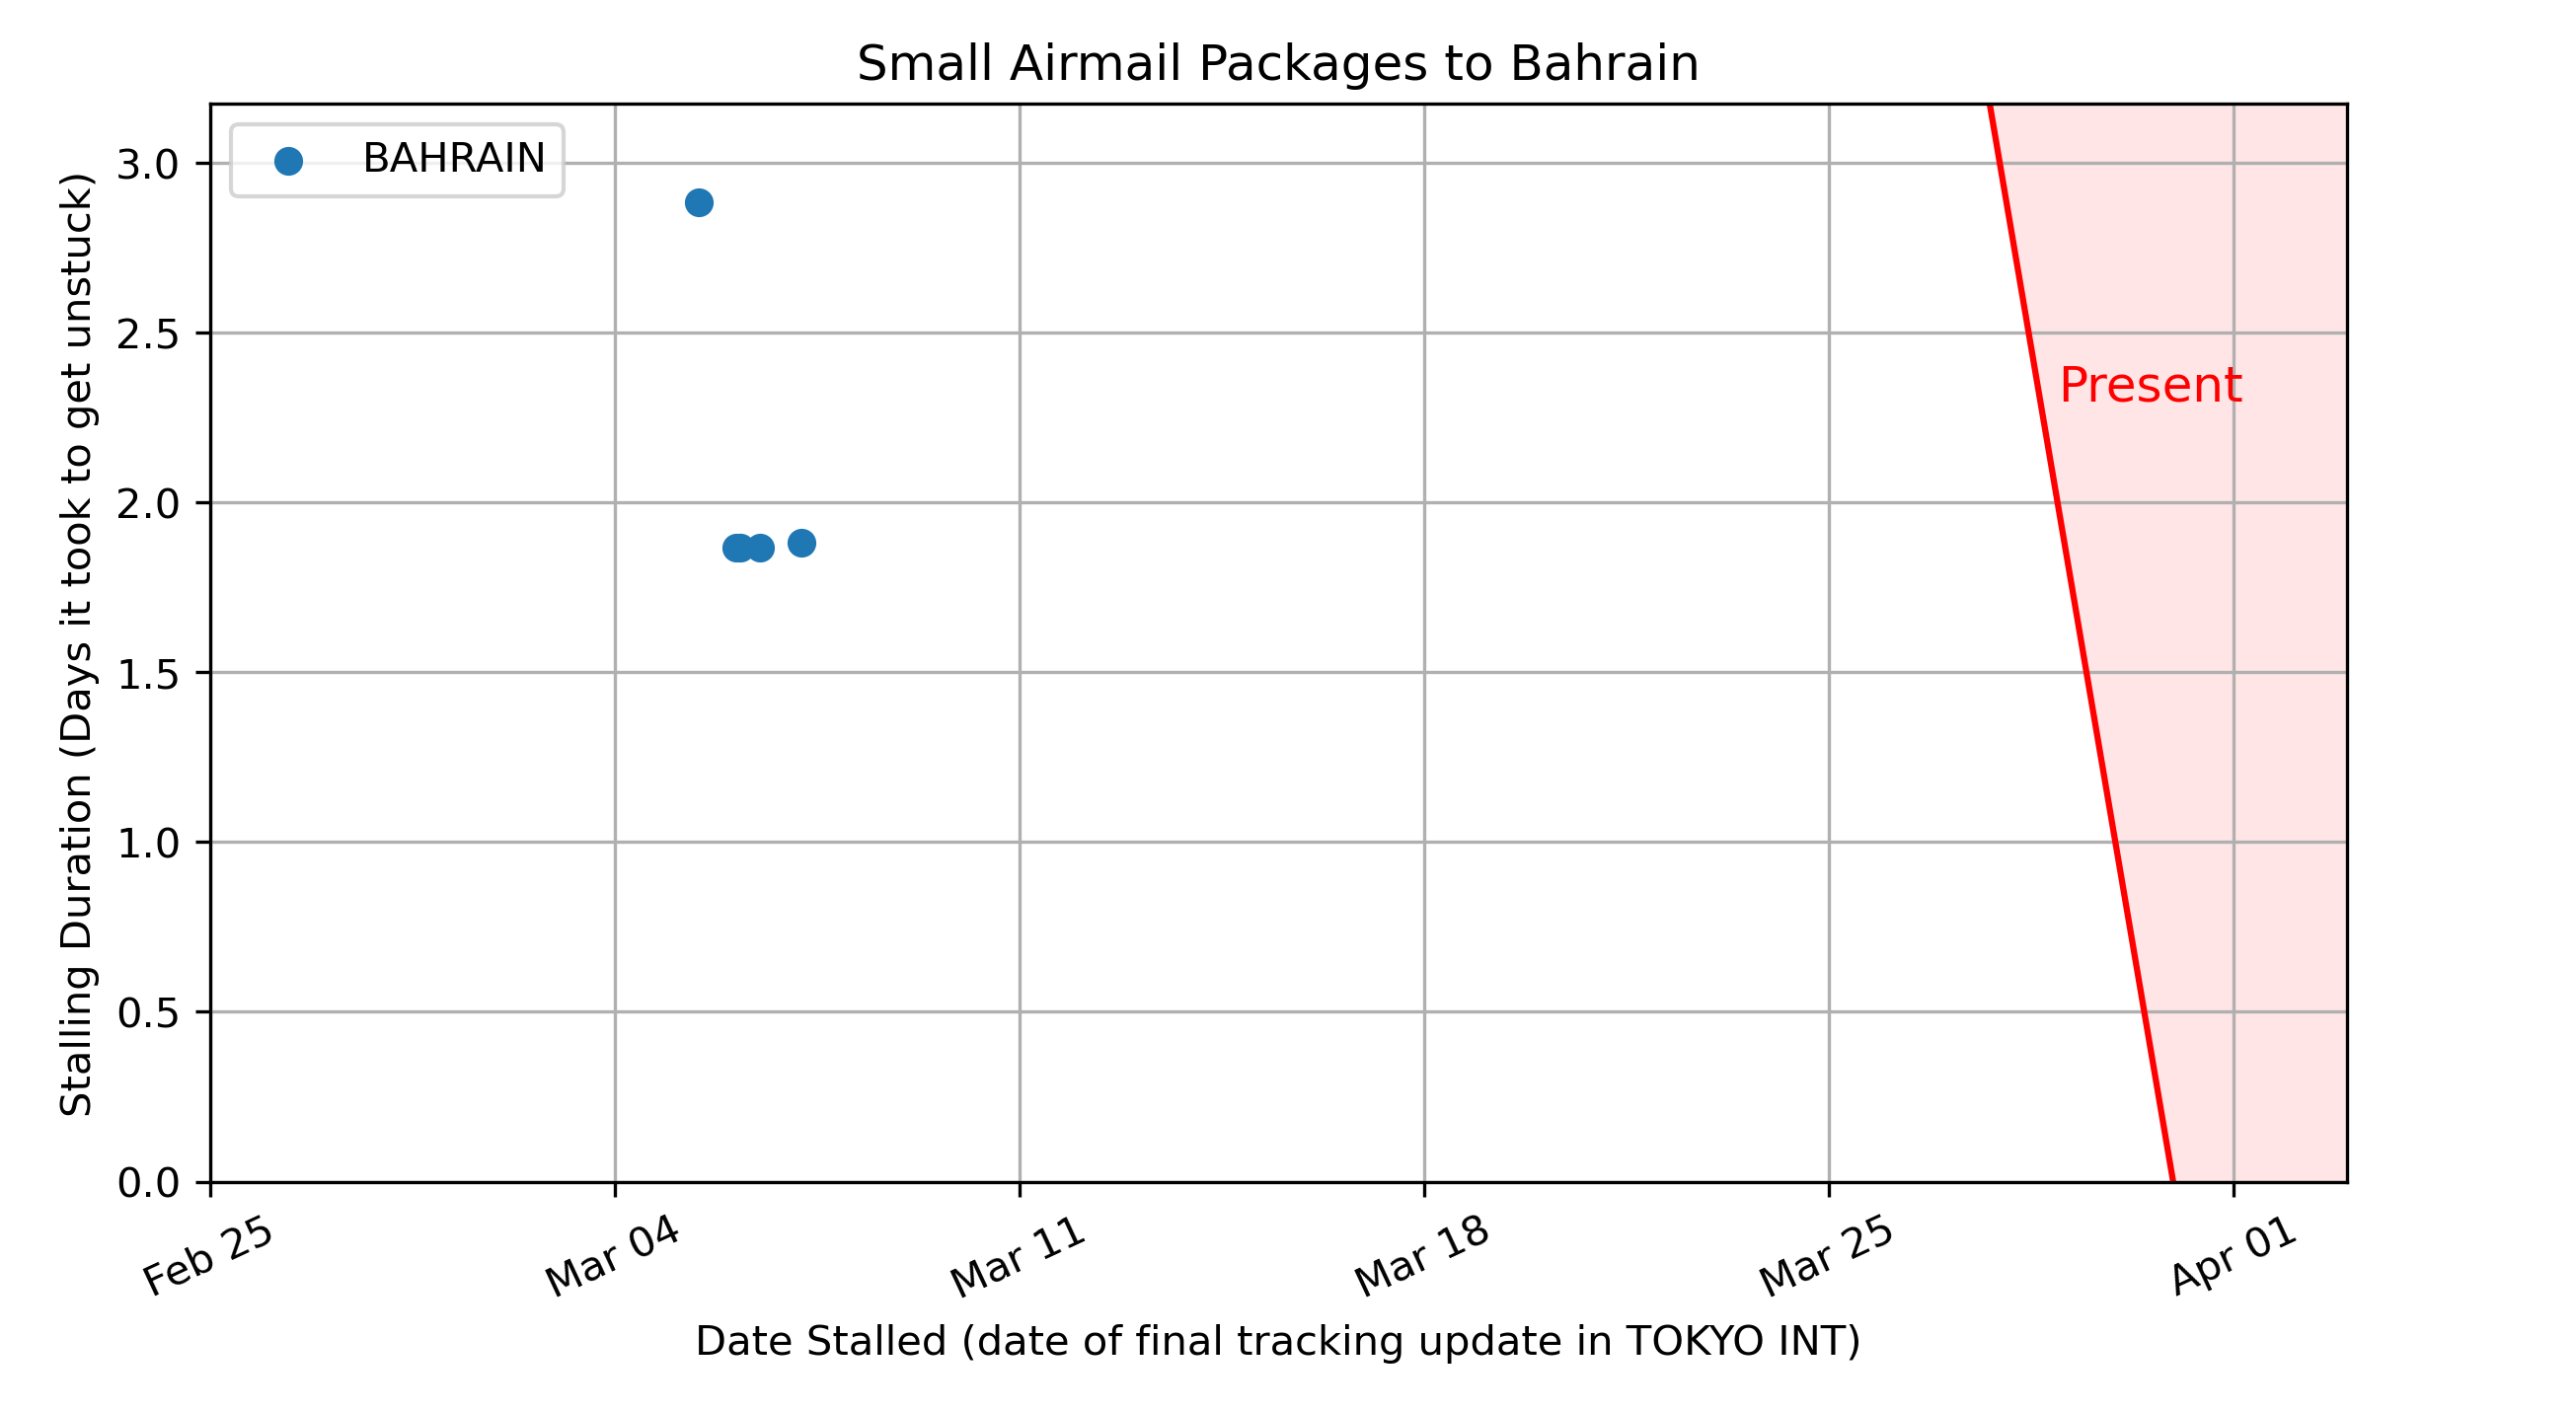 Small Airmail Packages to Bahrain
BAHRAIN
Present
Stalling Duration (Days it took to get unstuck)
3.0
2.5
2.0
1.5
1.0
0.5
0.0
Feb 25
Mar 04
Mar 11
Mar 18
Mar 25
Apr 01
Date Stalled (date of final tracking update in TOKYO INT)